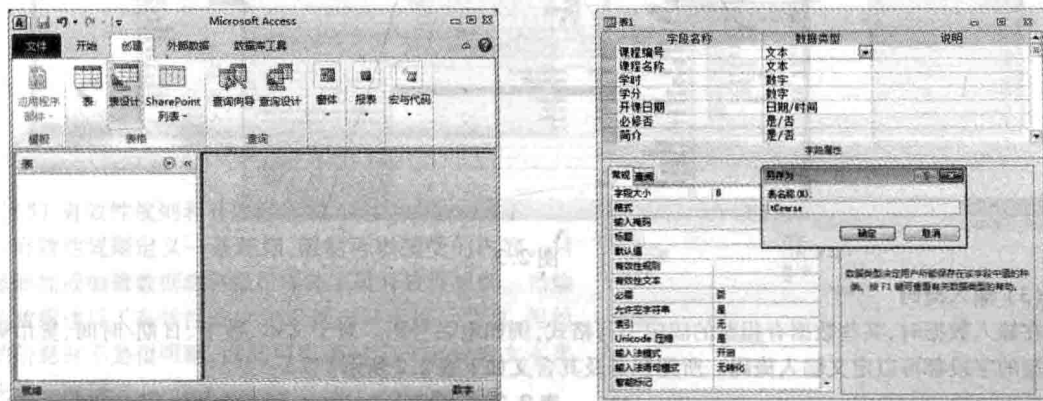 Microsoft Access
文件 开始 创建 外部数据 数据库工具
应用程序部件 表 表设计 SharePoint 列表 查询向导 查询设计 窗体 报表 宏与代码
模板 表格 查询
表
就绪 数字
表1
字段名称 数据类型 说明
课程编号 文本
课程名称 文本
学时 数字
学分 数字
开课日期 日期/时间
必修否 是/否
简介 是/否
字段属性
常规 查阅
字段大小 8
格式
输入掩码
标题
默认值
有效性规则
有效性文本
必需 否
允许空字符串 是
索引 无
Unicode 压缩 是
输入法模式 开启
输入法语句模式 无转化
智能标记
另存为
表名称(N):
tCourse
确定 取消
数据类型决定用户所能保存在该字段中值的种
类。按 F1 键可查看有关数据类型的帮助。